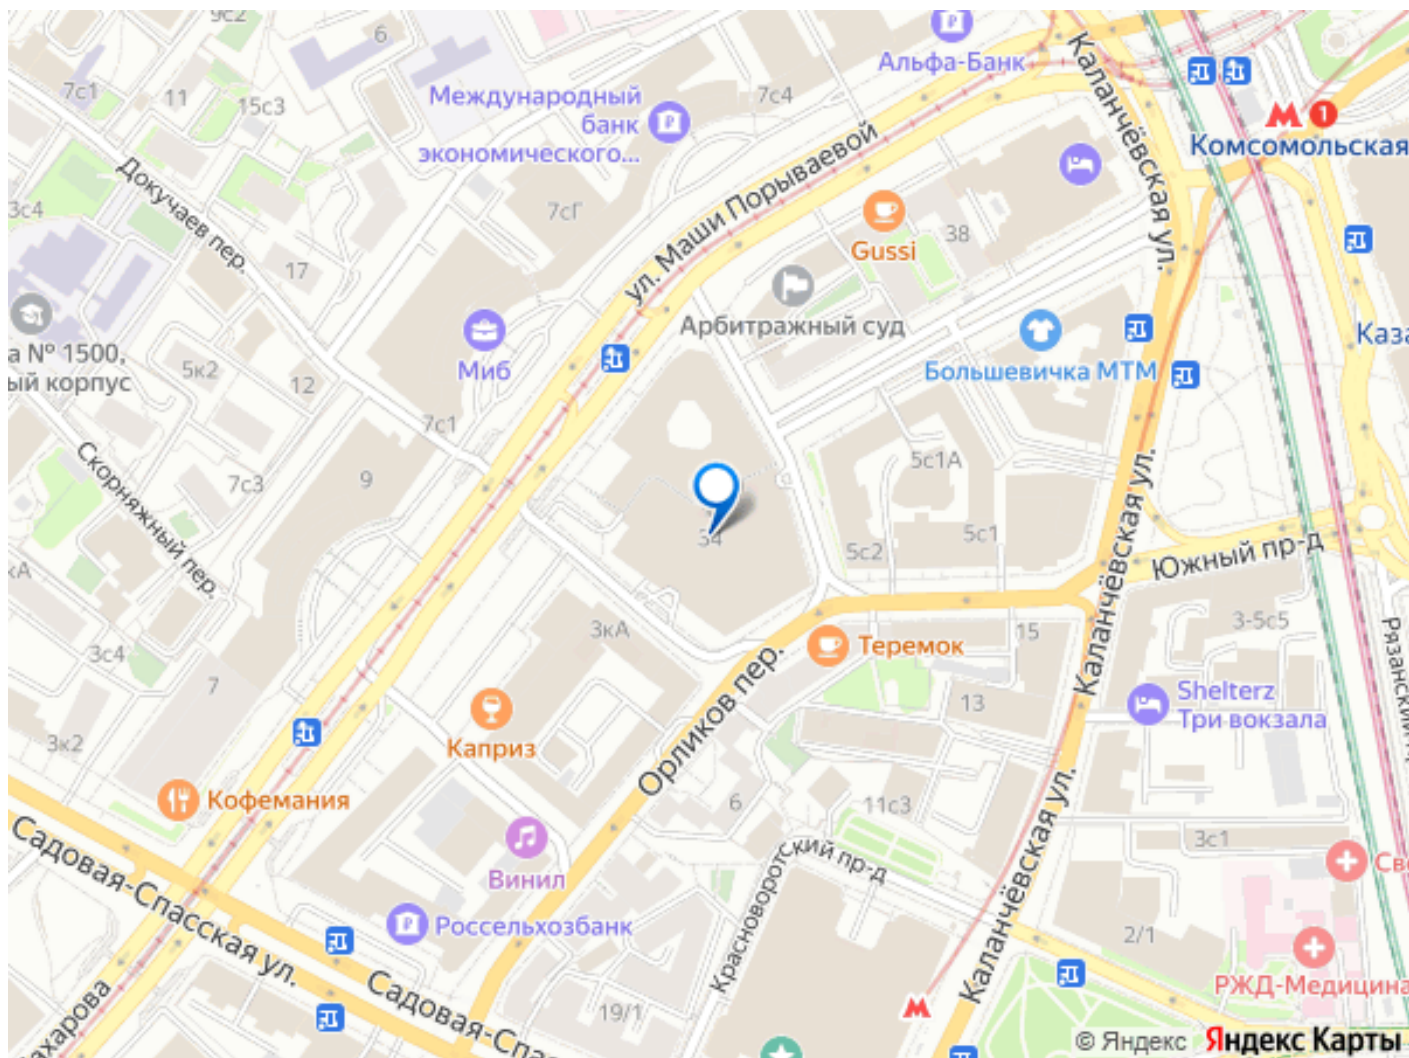 9с2
6
Альфа-Банк
Каланчёвская ул.
7с1
11
15с3
Международный
банк
экономического...
7с4
М 1
Комсомольская
Докучаев пер.
3с4
7сГ
ул. Маши Порываевой
Gussi
38
17
Арбитражный суд
а № 1500,
ый корпус
5к2
12
Миб
Большевичка МТМ
Каза
7с1
Скорняжный пер.
7с3
9
5с1А
34
5с2
5с1
Каланчёвская ул.
Южный пр-д
кА
3с4
3кА
Теремок
15
3-5с5
Рязанский п
7
13
Shelterz
Три вокзала
3к2
Каприз
Орликов пер.
Кофемания
6
11с3
Каланчёвская ул.
3с1
Садовая-Спасская ул.
Винил
Красноворотский пр-д
Све
Россельхозбанк
2/1
РЖД-Медицина
Садовая-Спас
ахарова
19/1
М
© Яндекс Яндекс Карты